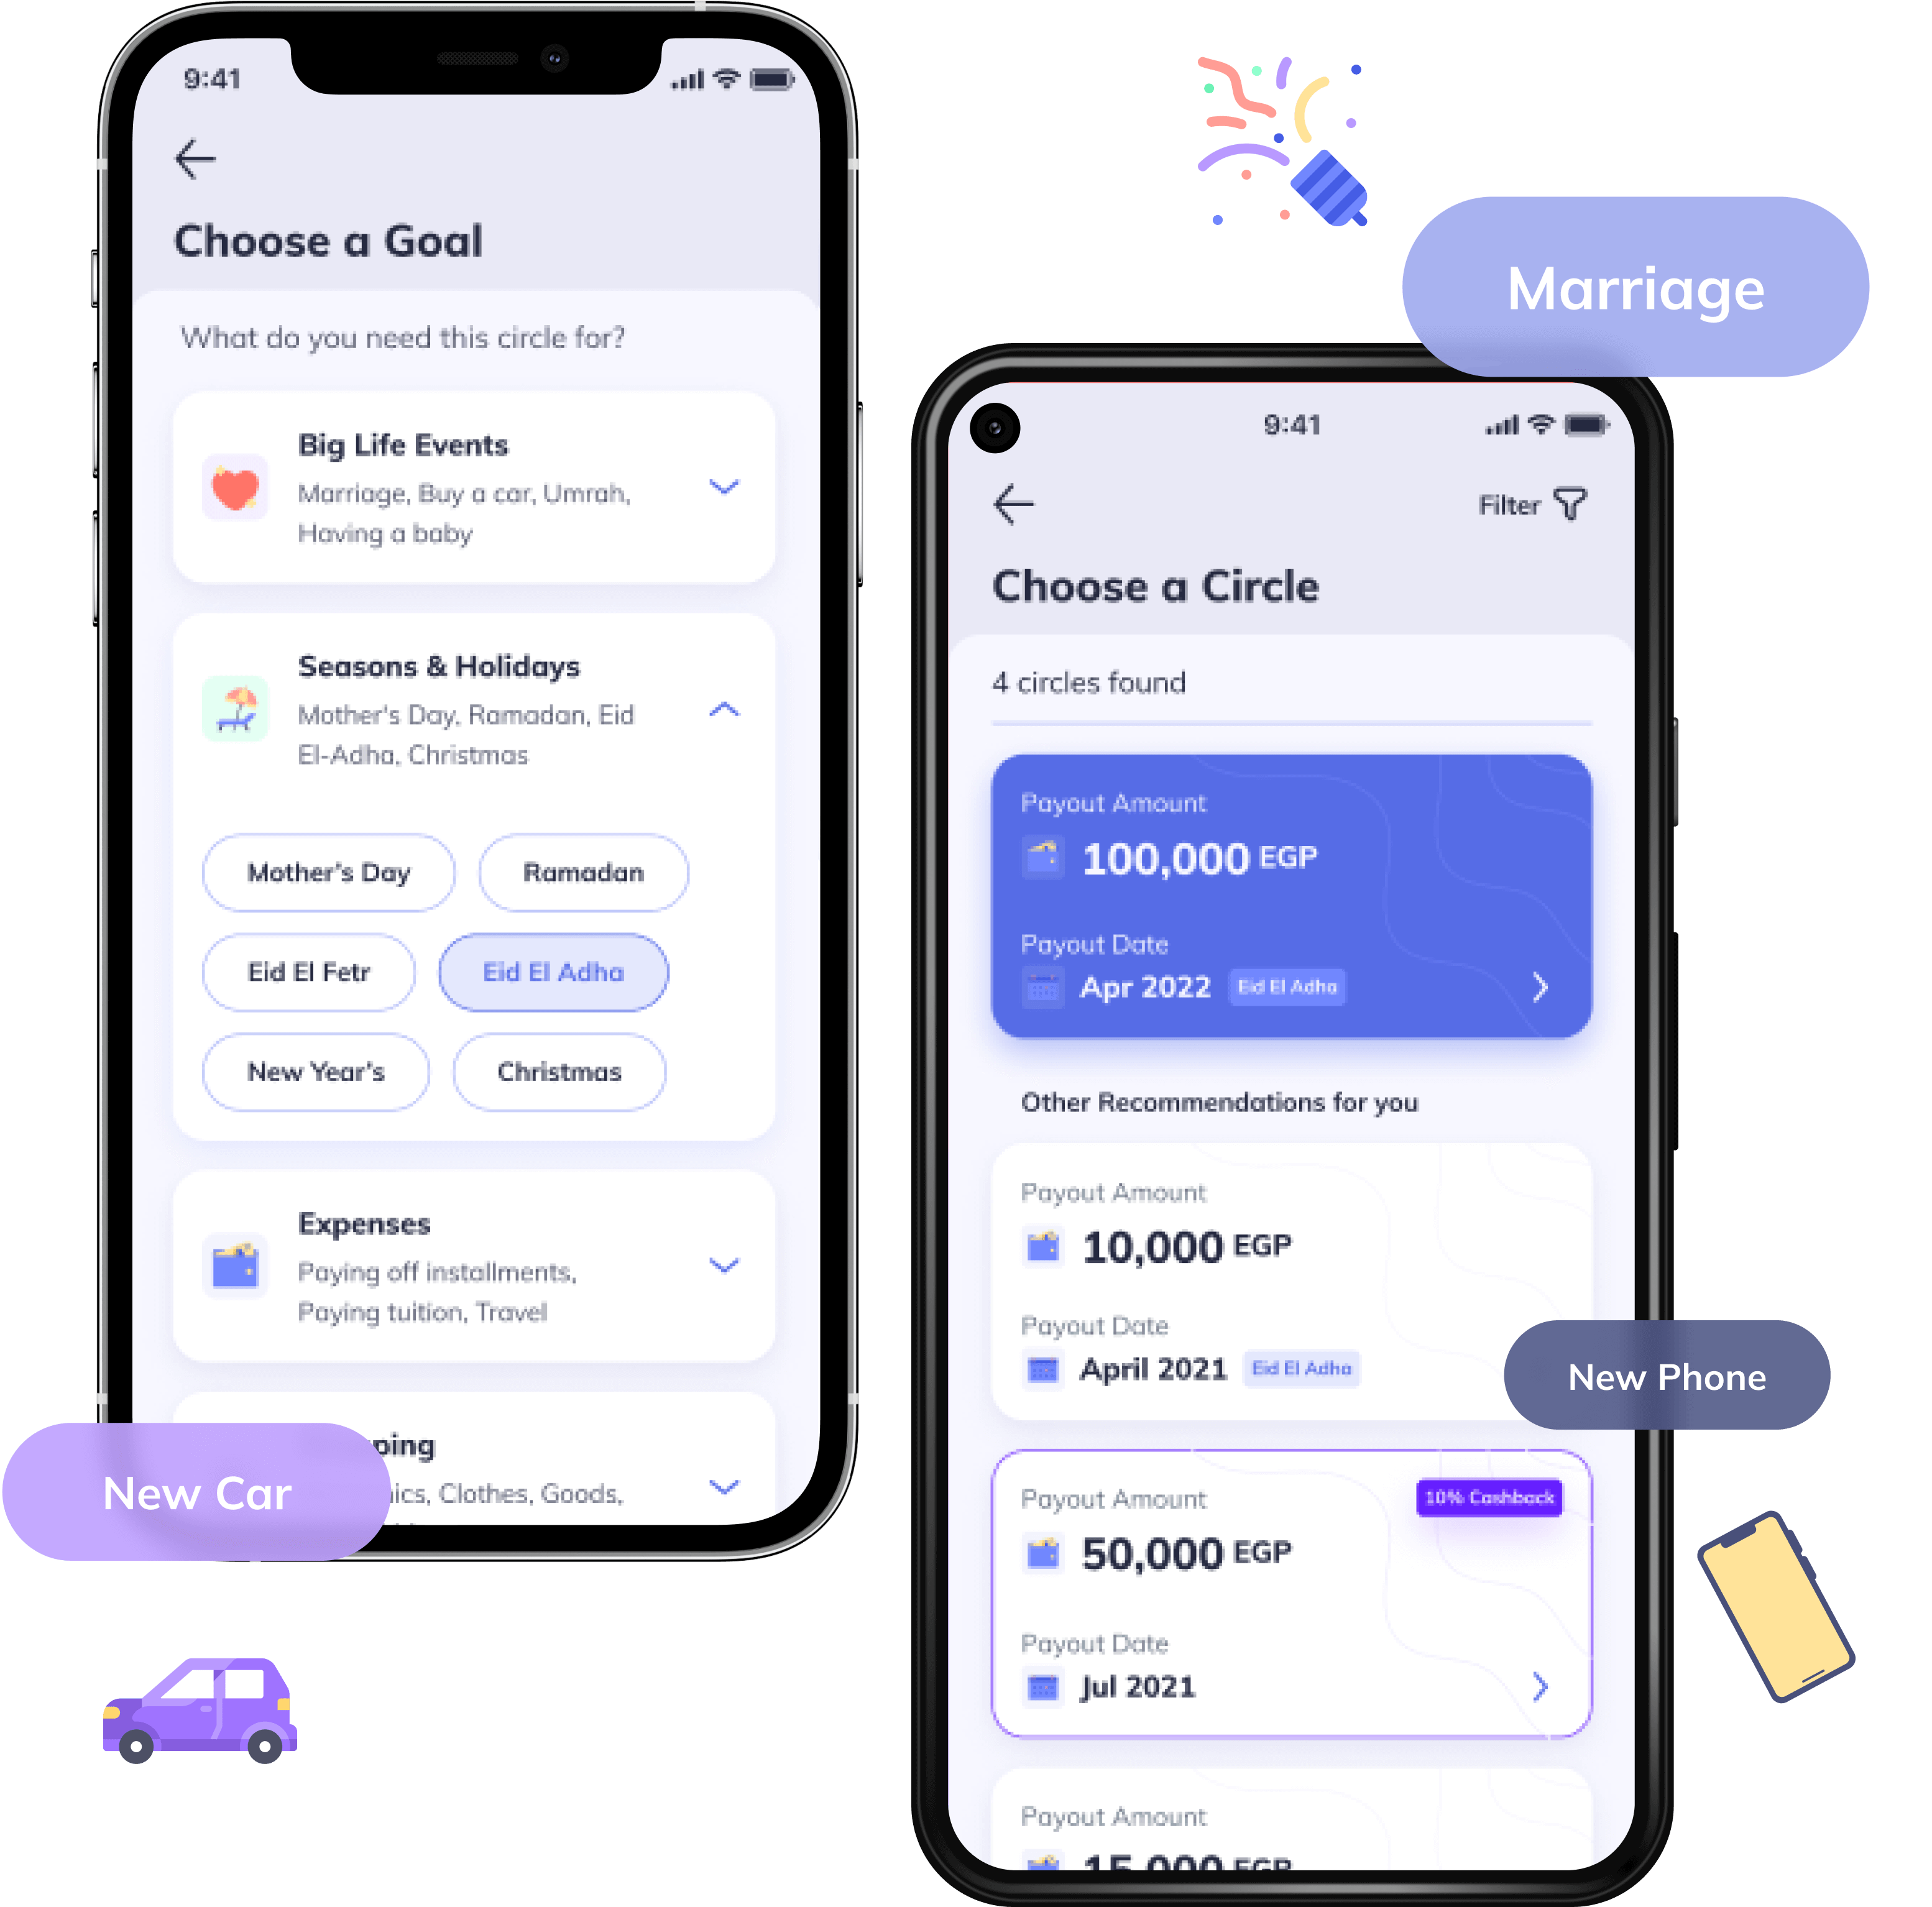 9:41
Choose a Goal
What do you need this circle for?
Big Life Events
Marriage, Buy a car, Umrah,
Having a baby
Seasons & Holidays
Mother's Day, Ramadan, Eid
El-Adha, Christmas
Mother's Day
Ramadan
Eid El Fetr
Eid El Adha
New Year's
Christmas
Expenses
Paying off installments,
Paying tuition, Travel
Clothes, Goods,
New Car
Marriage
9:41
Filter
Choose a Circle
4 circles found
Payout Amount
100,000 EGP
Payout Date
Apr 2022
Eid El Adha
Other Recommendations for you
Payout Amount
10,000 EGP
Payout Date
April 2021
Eid El Adha
New Phone
Payout Amount
10% Cashback
50,000 EGP
Payout Date
Jul 2021
Payout Amount
15,000 EGP